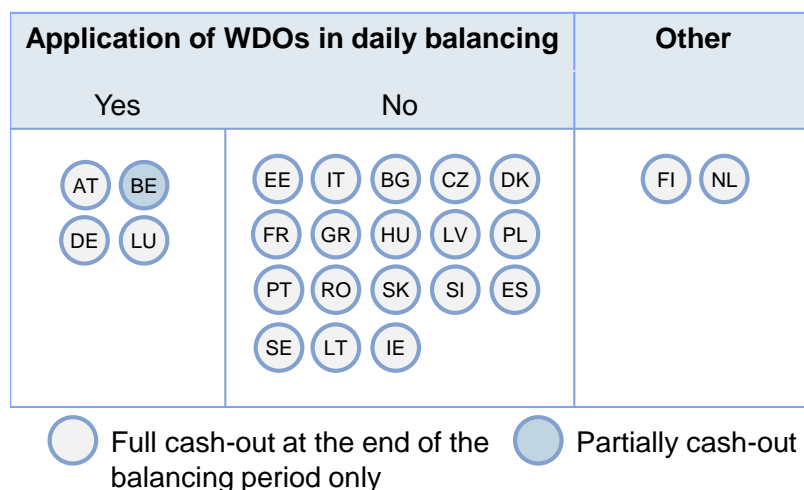 Application of WDOs in daily balancing Other
Yes No
AT BE EE IT BG CZ DK FI NL
DE LU FR GR HU LV PL
PT RO SK SI ES
SE LT IE
Full cash-out at the end of the Partially cash-out
balancing period only